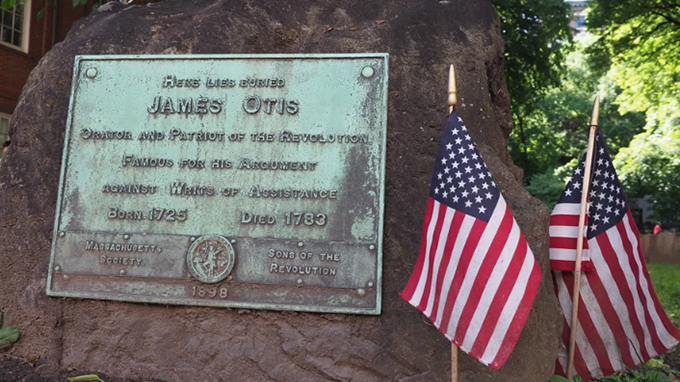 Here lies buried
James Otis
Orator and Patriot of the Revolution
Famous for his Argument
against Writs of Assistance
Born 1725 Died 1783
Massachusetts Society
Sons of the Revolution
1898